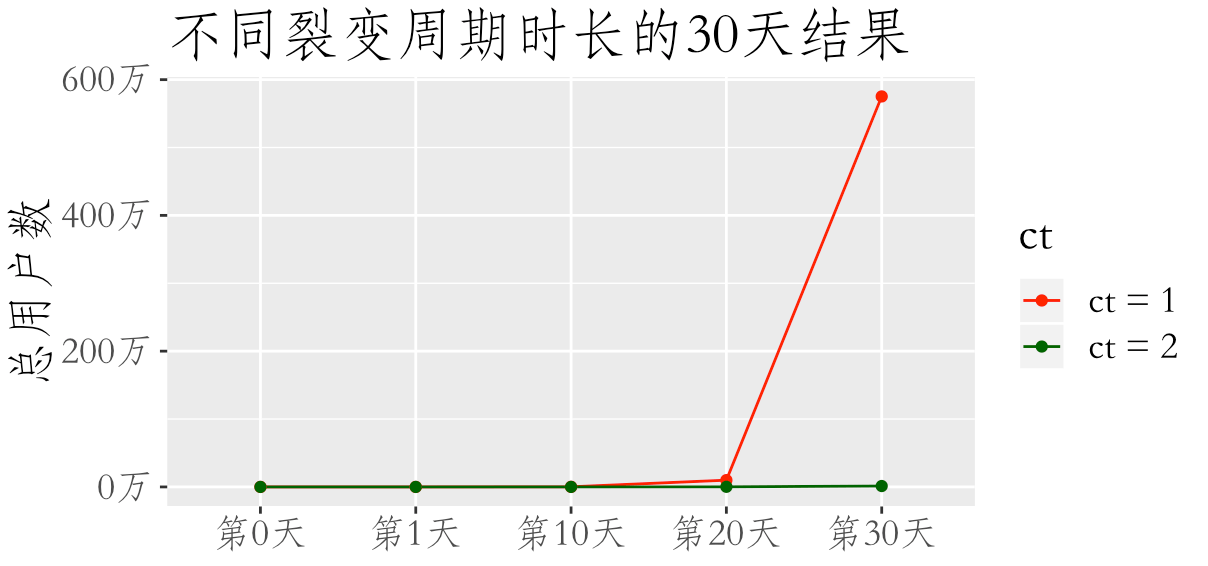 不同裂变周期时长的30天结果
总用户数
600万
400万
200万
0万
第0天
第1天
第10天
第20天
第30天
ct
ct = 1
ct = 2